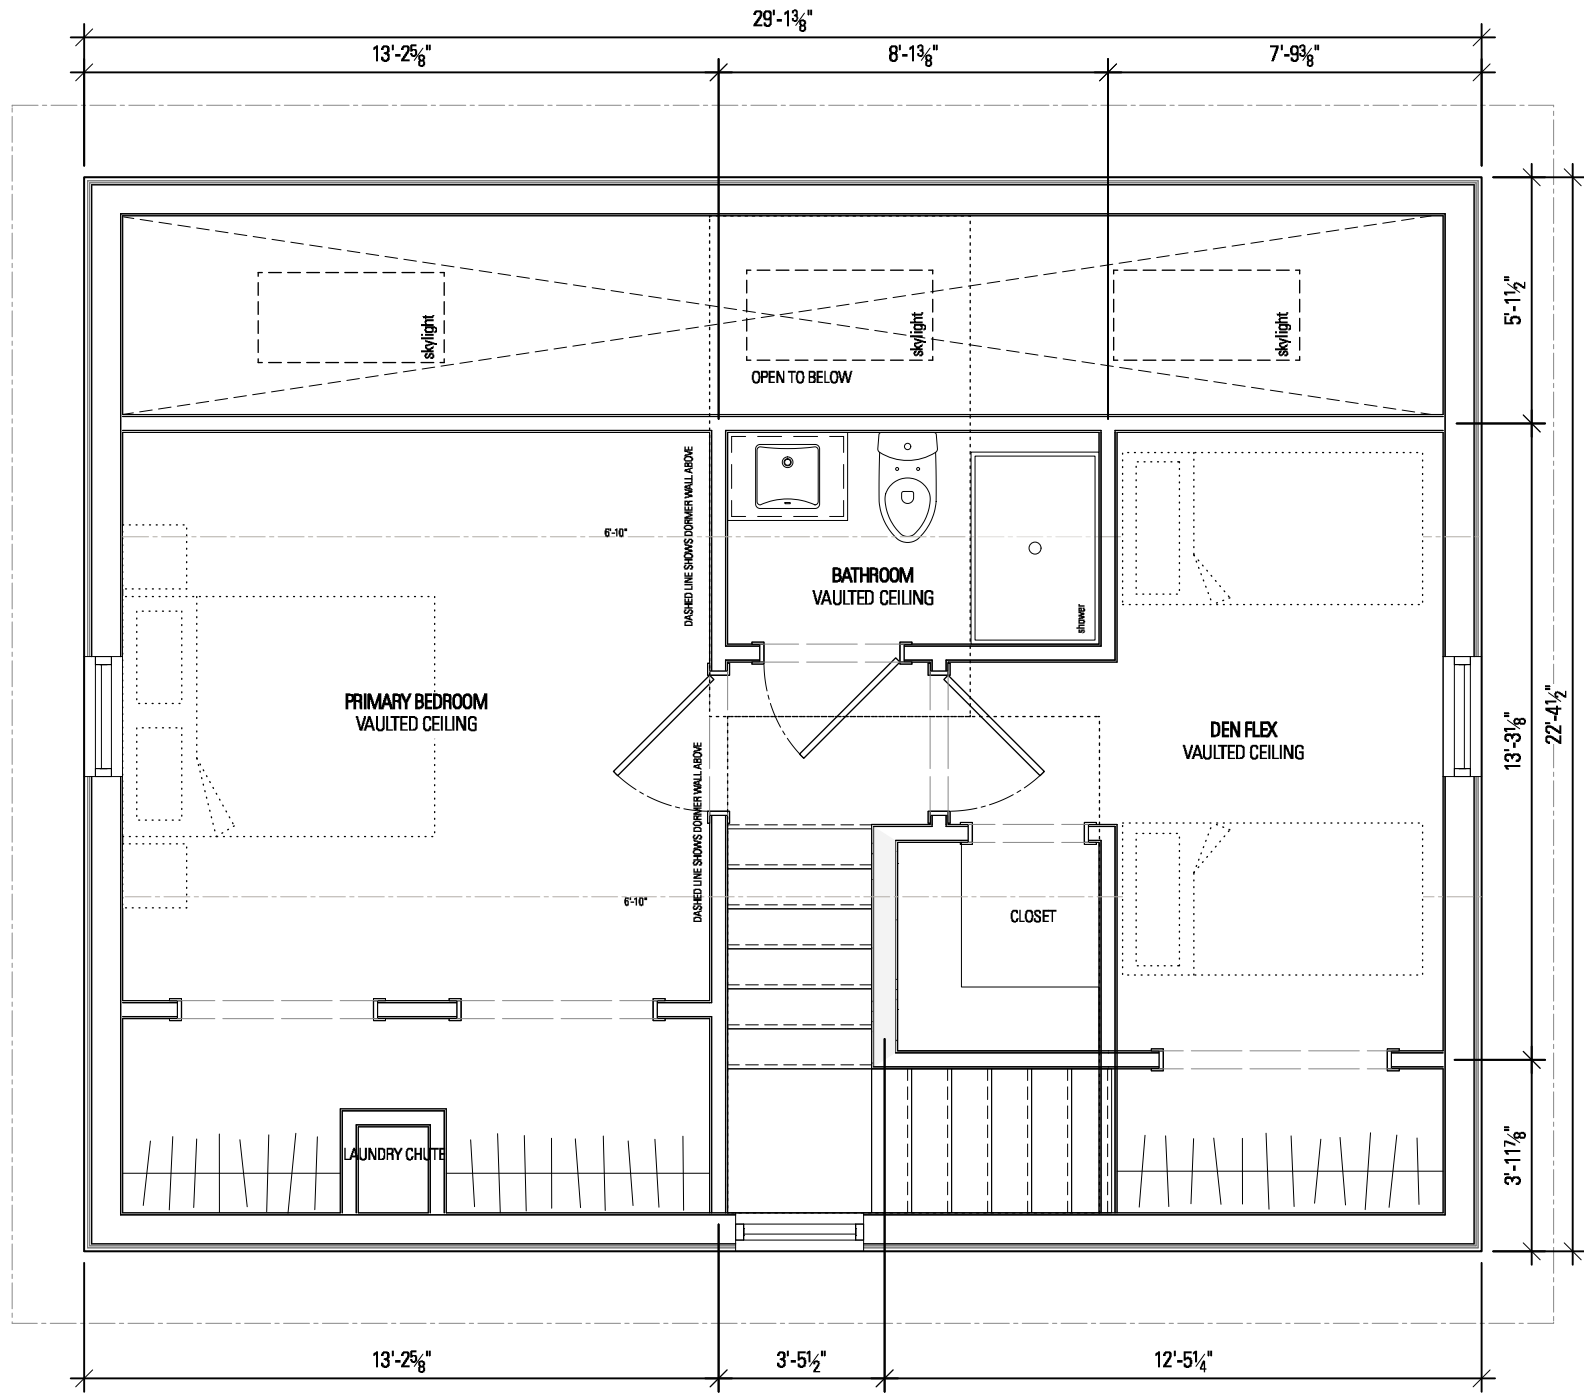 29'-1⅜"
13'-2⅝"
8'-1⅜"
7'-9⅜"
skylight
skylight
skylight
OPEN TO BELOW
5'-1½"
DASHED LINE SHOWS DORMER WALL ABOVE
6'-10"
BATHROOM
VAULTED CEILING
shower
PRIMARY BEDROOM
VAULTED CEILING
DEN FLEX
VAULTED CEILING
13'-3⅛"
22'-4½"
DASHED LINE SHOWS DORMER WALL ABOVE
6'-10"
CLOSET
LAUNDRY CHUTE
3'-11⅞"
13'-2⅝"
3'-5½"
12'-5¼"